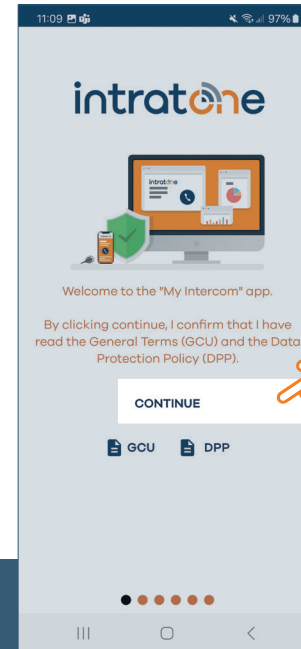 11:09
97%
intratone
intratone
Welcome to the "My Intercom" app.
By clicking continue, I confirm that I have
read the General Terms (GCU) and the Data
Protection Policy (DPP).
CONTINUE
GCU DPP